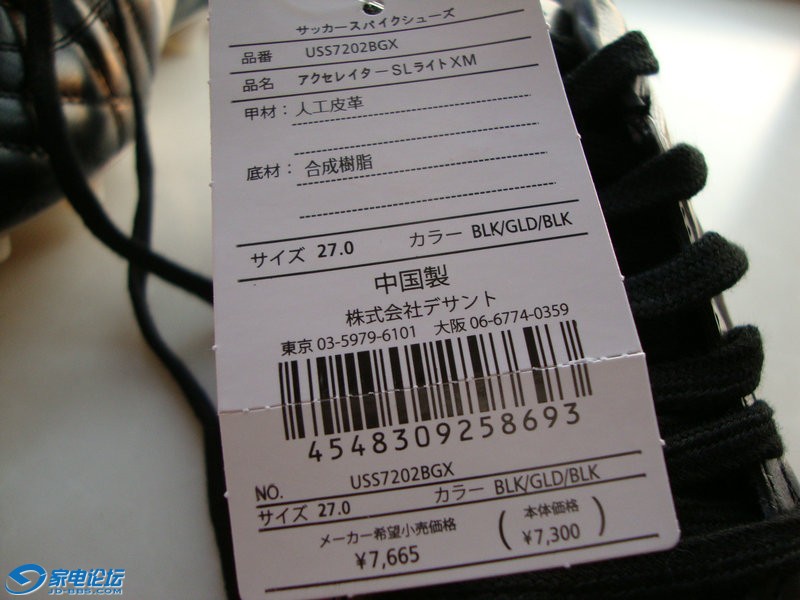 サッカースパイクシューズ
品番 USS7202BGX
品名 アクセレイターSLライトXM
甲材：人工皮革
底材：合成樹脂
サイズ 27.0 カラー BLK/GLD/BLK
中国製
株式会社デサント
東京 03-5979-6101 大阪 06-6774-0359
4548309258693
NO. USS7202BGX
サイズ 27.0 カラー BLK/GLD/BLK
メーカー希望小売価格 (本体価格
¥7,665 ¥7,300)
家电论坛
JD-BBS.COM